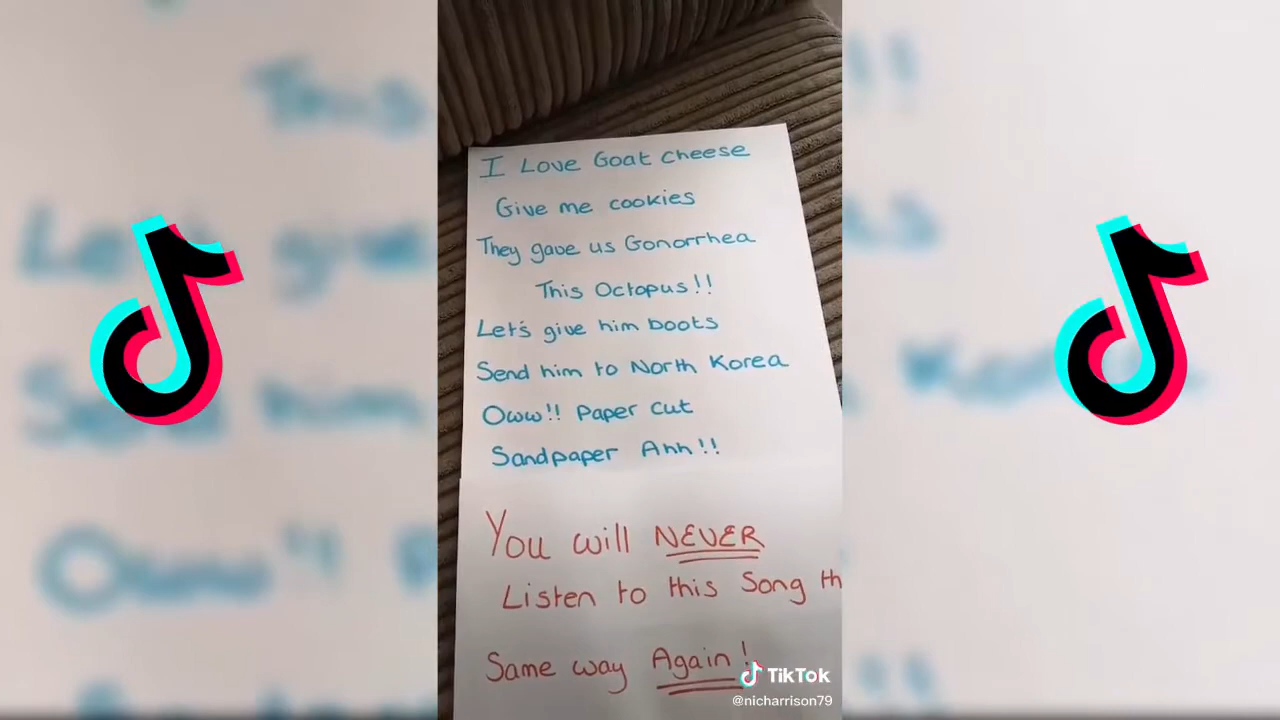 I Love Goat cheese
Give me cookies
They gave us Gonorrhea
This Octopus!!
Let's give him boots
Send him to North Korea
Oww!! Paper cut
Sandpaper Ahh!!
You will NEVER
Listen to this Song th
Same way Again!
TikTok
@nicharrison79